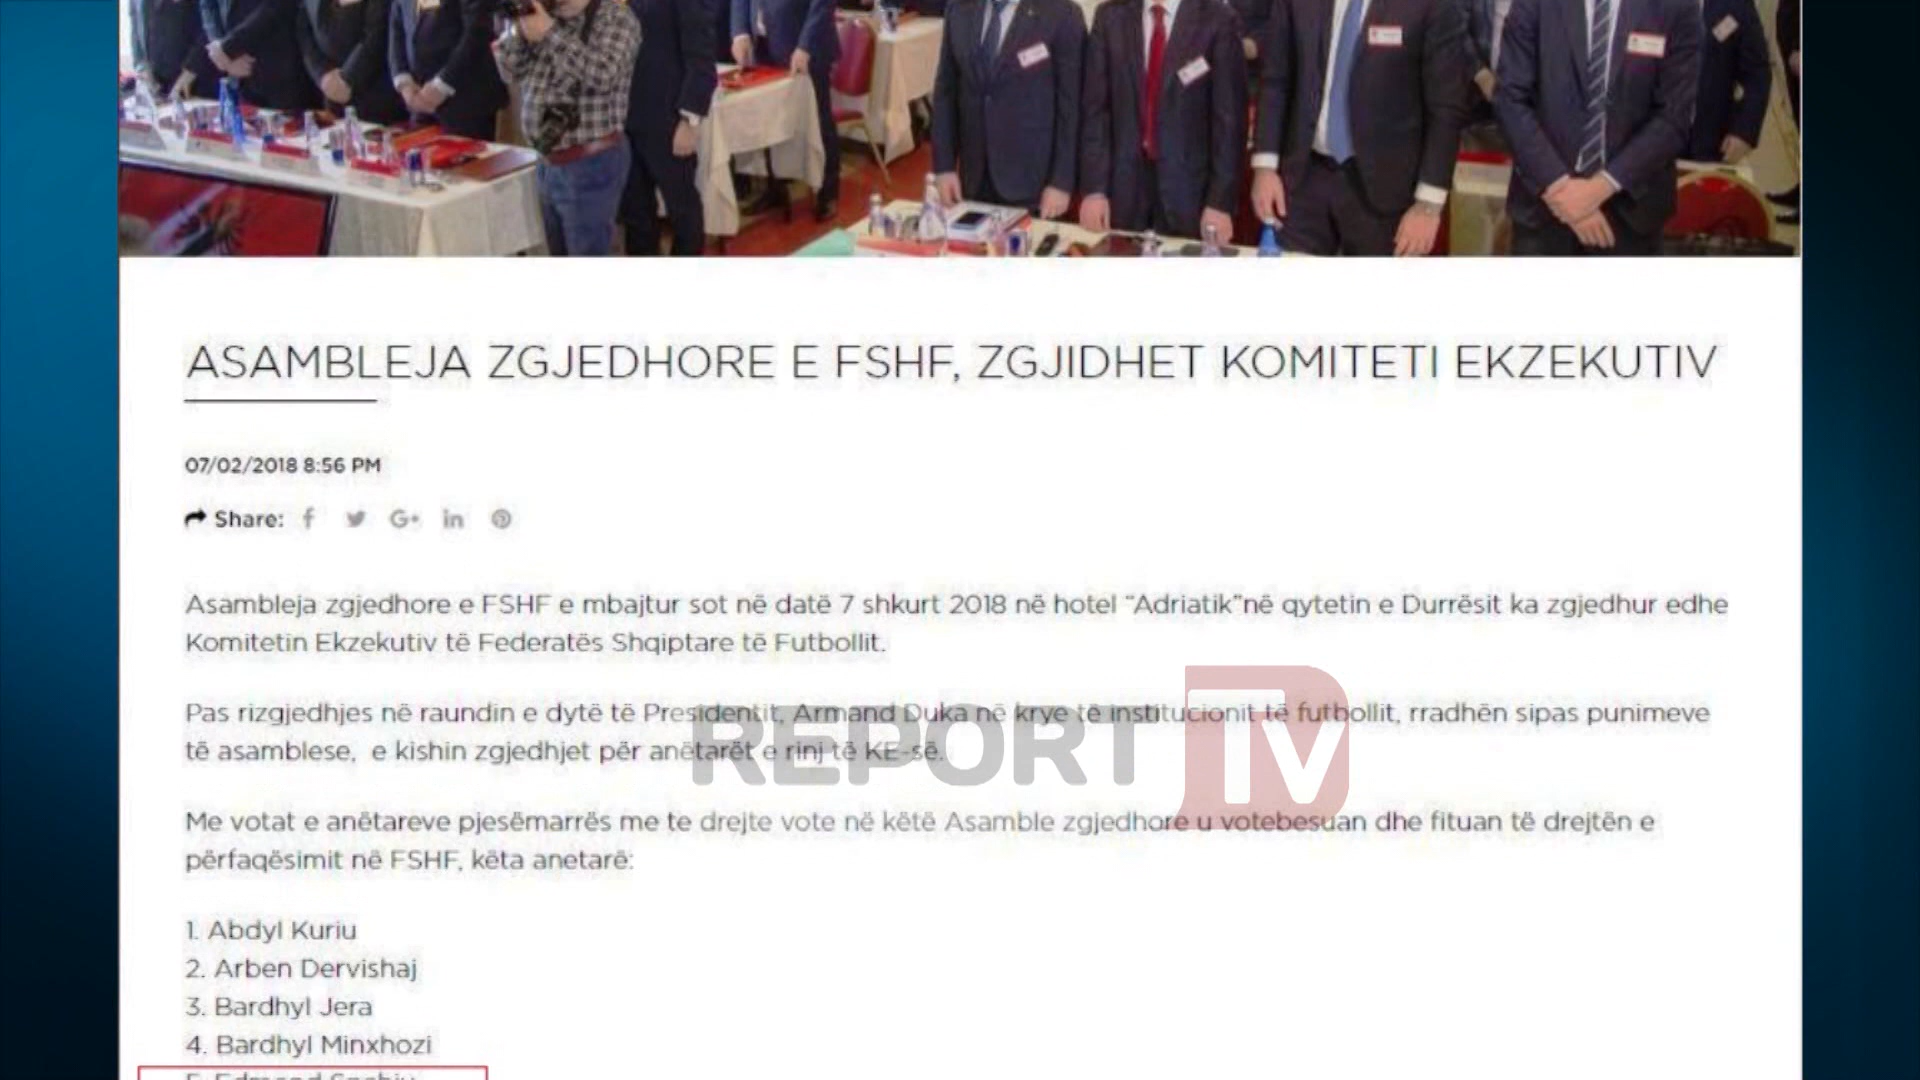 ASAMBLEJA ZGJEDHORE E FSHF, ZGJIDHET KOMITETI EKZEKUTIV
07/02/2018 8:56 PM
Share:
Asambleja zgjedhore e FSHF e mbajtur sot në datë 7 shkurt 2018 në hotel “Adriatik”në qytetin e Durrësit ka zgjedhur edhe
Komitetin Ekzekutiv të Federatës Shqiptare të Futbollit.
Pas rizgjedhjes në raundin e dytë të Presidentit, Armand Duka në krye të institucionit të futbollit, rradhën sipas punimeve
të asamblese, e kishin zgjedhjet për anëtarët e rinj të KE-së.
REPORT TV
Me votat e anëtareve pjesëmarrës me te drejte vote në këtë Asamble zgjedhore u votebesuan dhe fituan të drejtën e
përfaqësimit në FSHF, këta anetarë:
1. Abdyl Kuriu
2. Arben Dervishaj
3. Bardhyl Jera
4. Bardhyl Minxhozi